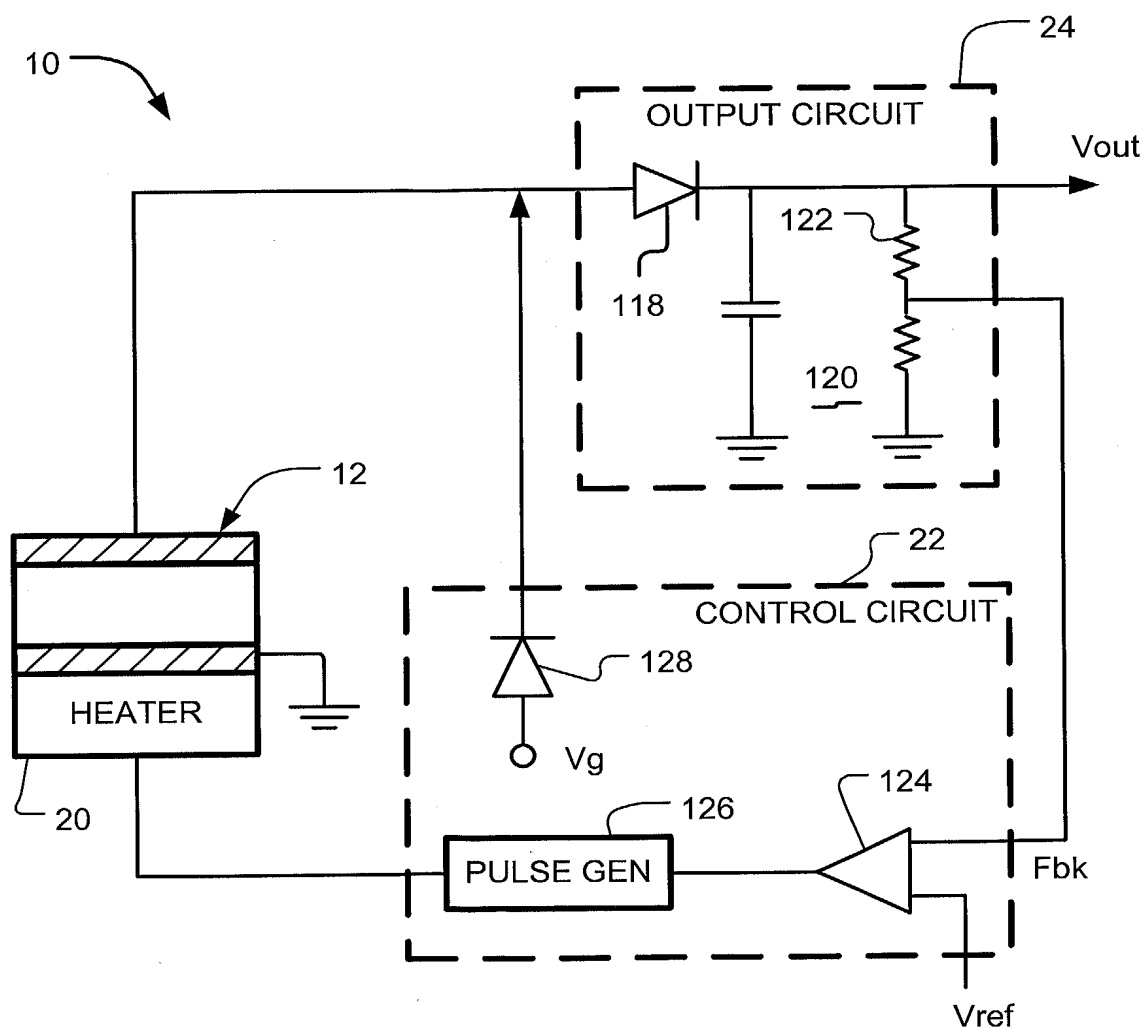 24
10
OUTPUT CIRCUIT
Vout
122
118
120
12
22
CONTROL CIRCUIT
128
HEATER
Vg
124
20
126
PULSE GEN
Fbk
Vref